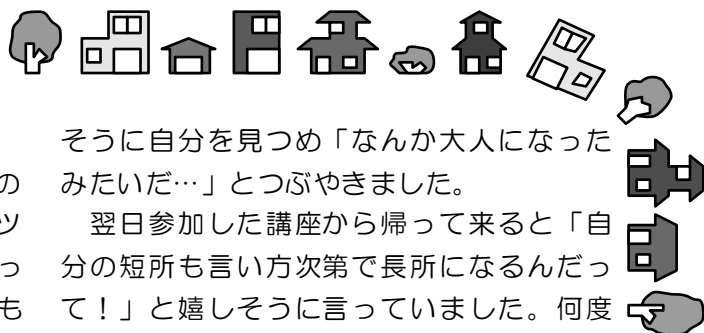 そうに自分を見つめ「なんか大人になった
みたいだ…」とつぶやきました。
　翌日参加した講座から帰って来ると「自
分の短所も言い方次第で長所になるんだっ
て！」と嬉しそうに言っていました。何度
の
ツ
っ
も